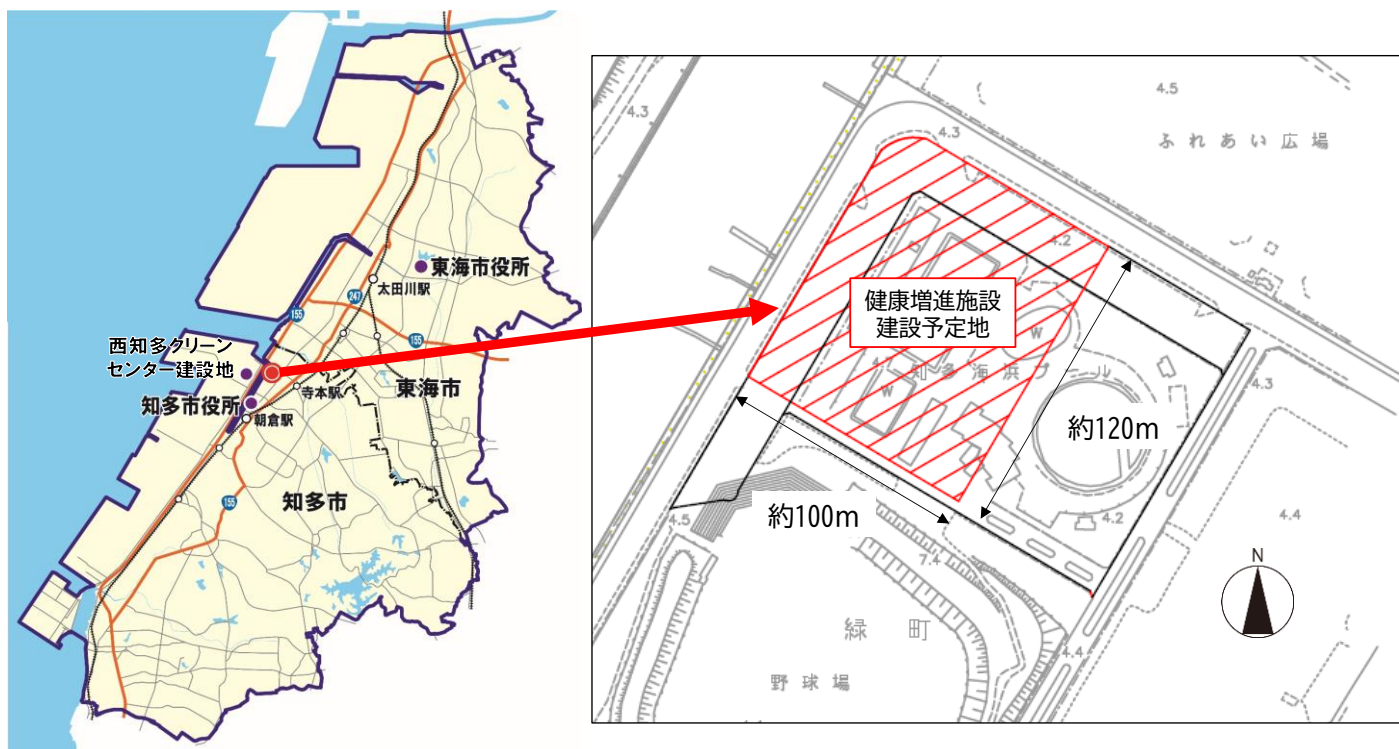 東海市役所
太田川駅
247
155
155
西知多クリーン
センター建設地
寺本駅
東海市
知多市役所
朝倉駅
知多市
155
4.5
4.3
4.3
ふれあい広場
4.2
健康増進施設
建設予定地
W
知多海浜プール
W
4.3
約120m
約100m
4.5
4.2
4.4
7.4
N
緑町
4.4
野球場